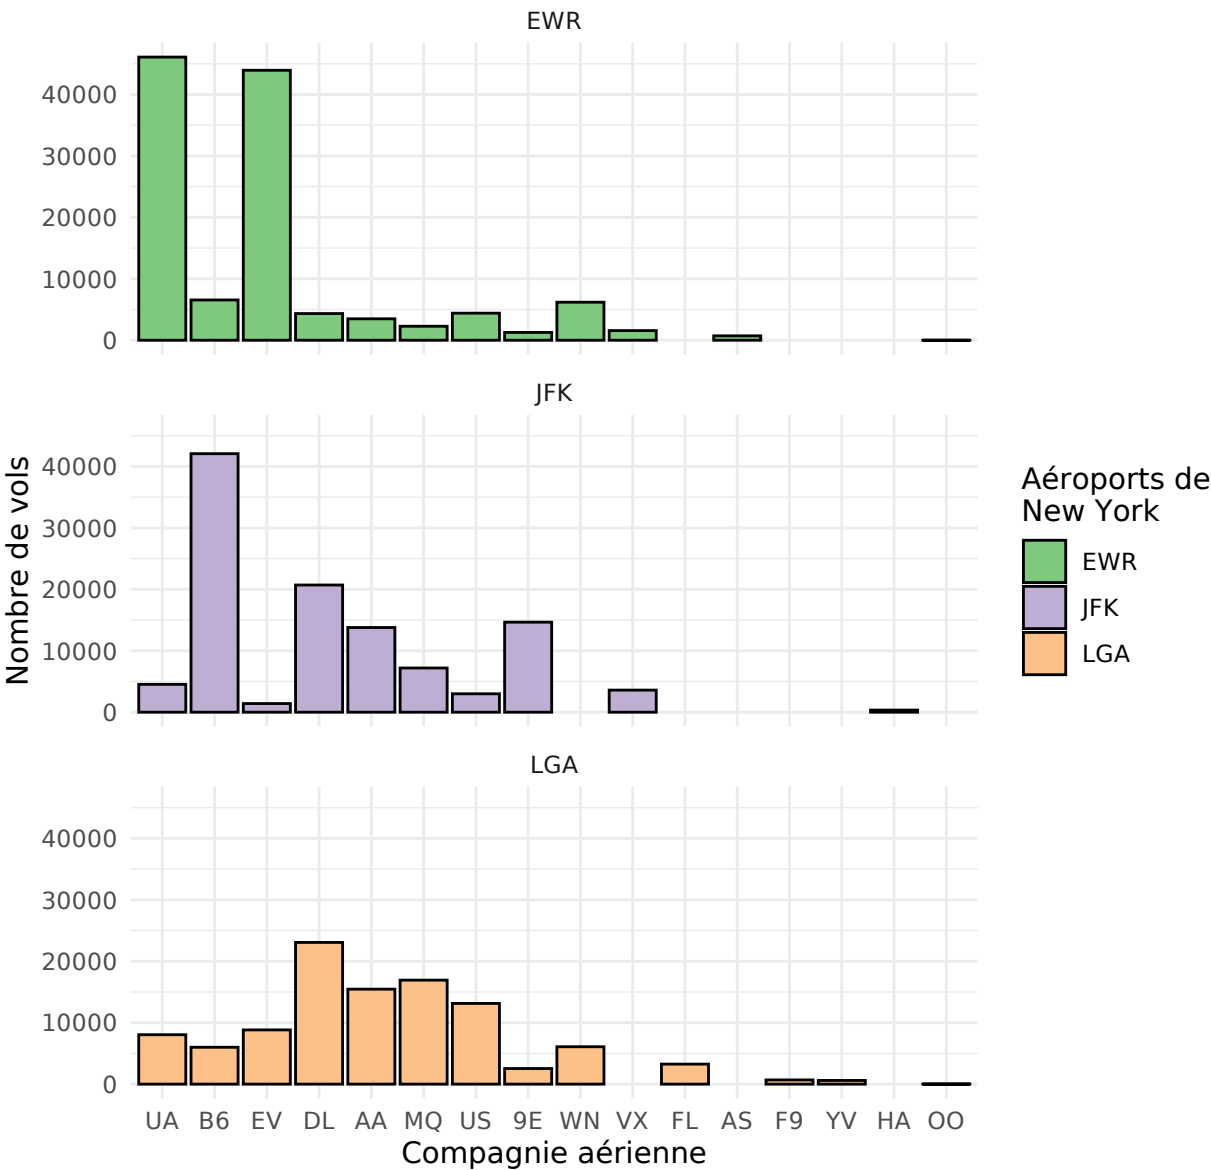 EWR
40000
30000
20000
10000
0
JFK
40000
30000
20000
10000
0
LGA
40000
30000
20000
10000
0
UA B6 EV DL AA MQ US 9E WN VX FL AS F9 YV HA OO
Compagnie aérienne
Nombre de vols
Aéroports de
New York
EWR
JFK
LGA